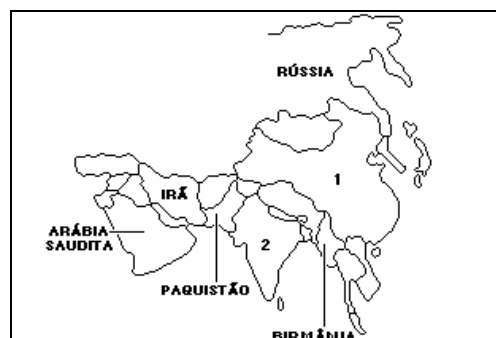 RÚSSIA
1
IRÃ
ARÁBIA
SAUDITA
2
PAQUISTÃO
BIRMÂNIA